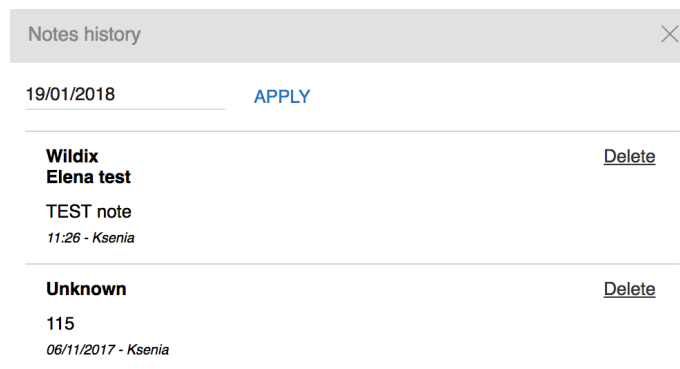 Notes history
19/01/2018 APPLY
Wildix Delete
Elena test
TEST note
11:26 - Ksenia
Unknown Delete
115
06/11/2017 - Ksenia